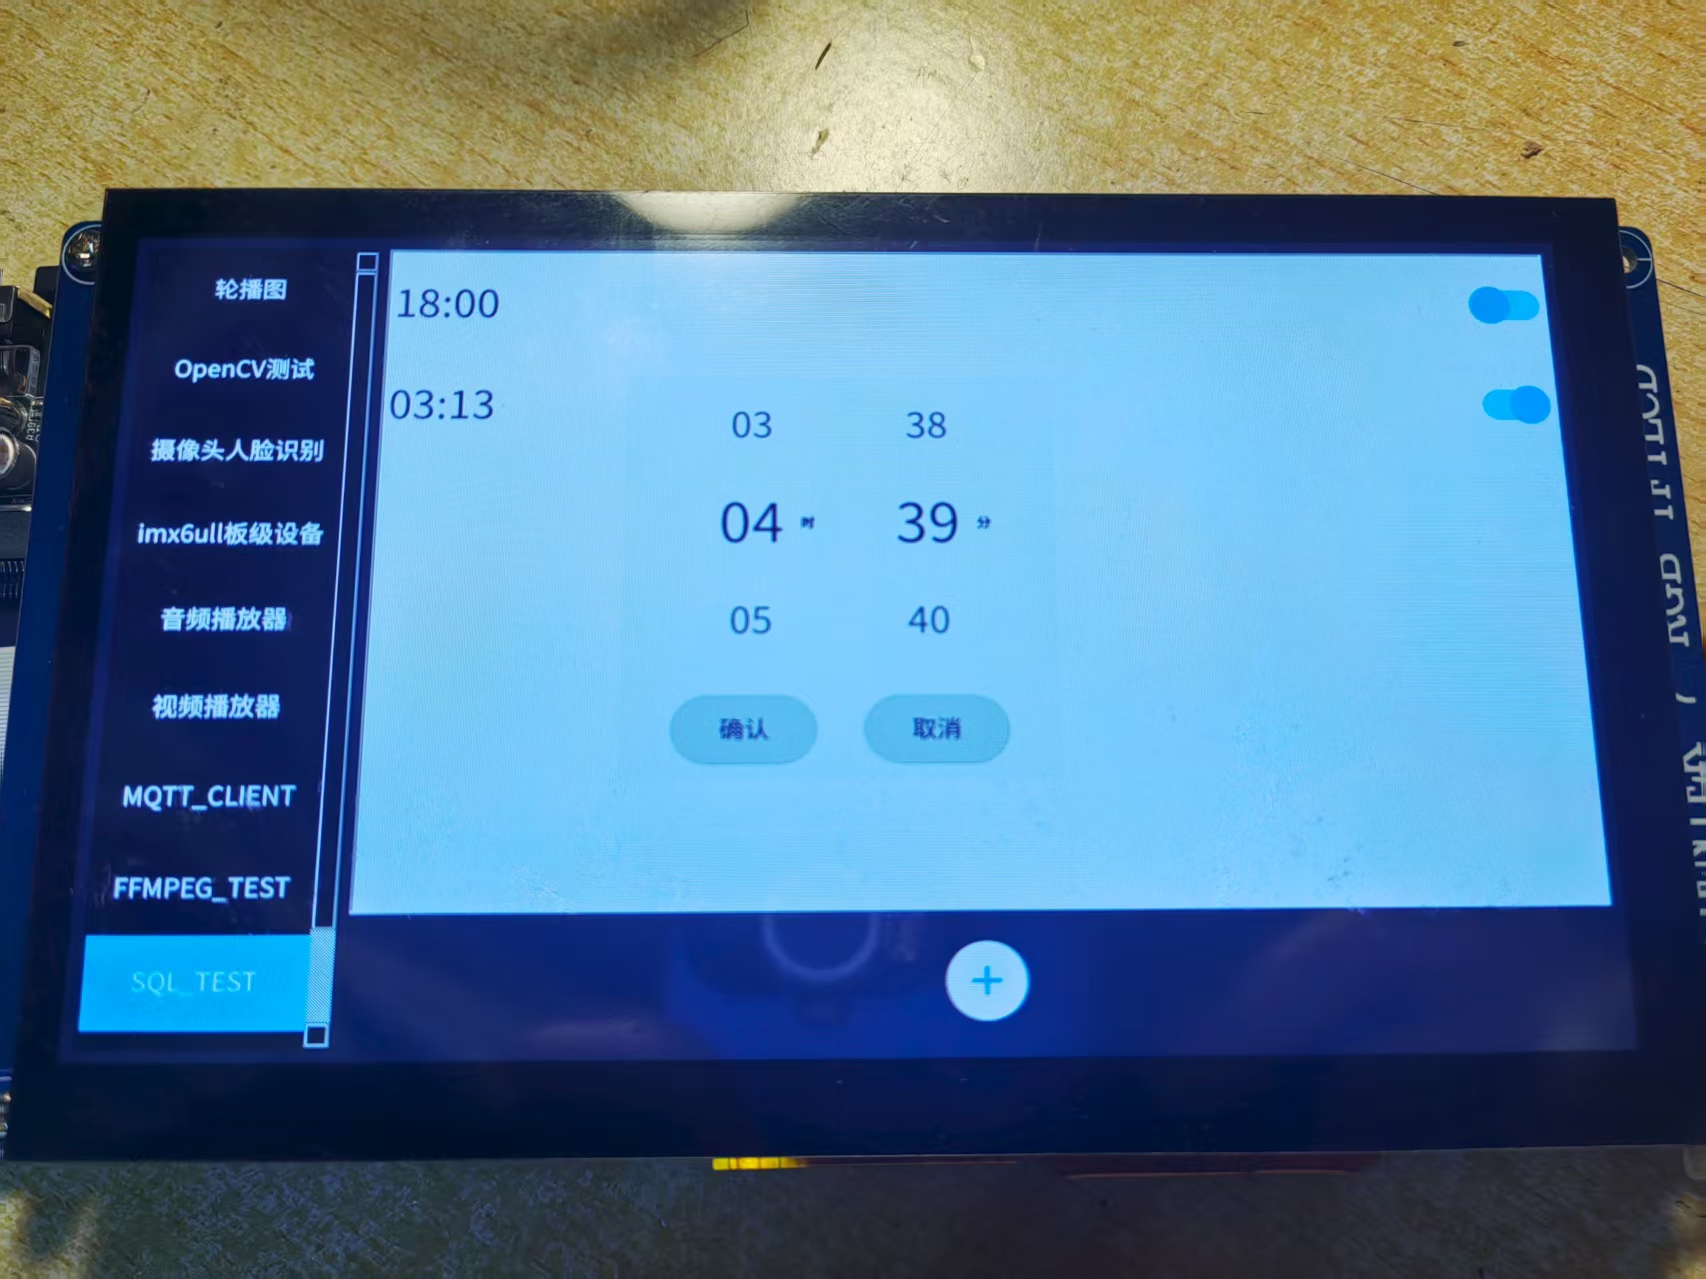 轮播图
OpenCV测试
摄像头人脸识别
imx6ull板级设备
音频播放器
视频播放器
MQTT_CLIENT
FFMPEG_TEST
SQL_TEST
18:00
03:13
03 38
04 时 39 分
05 40
确认 取消
+